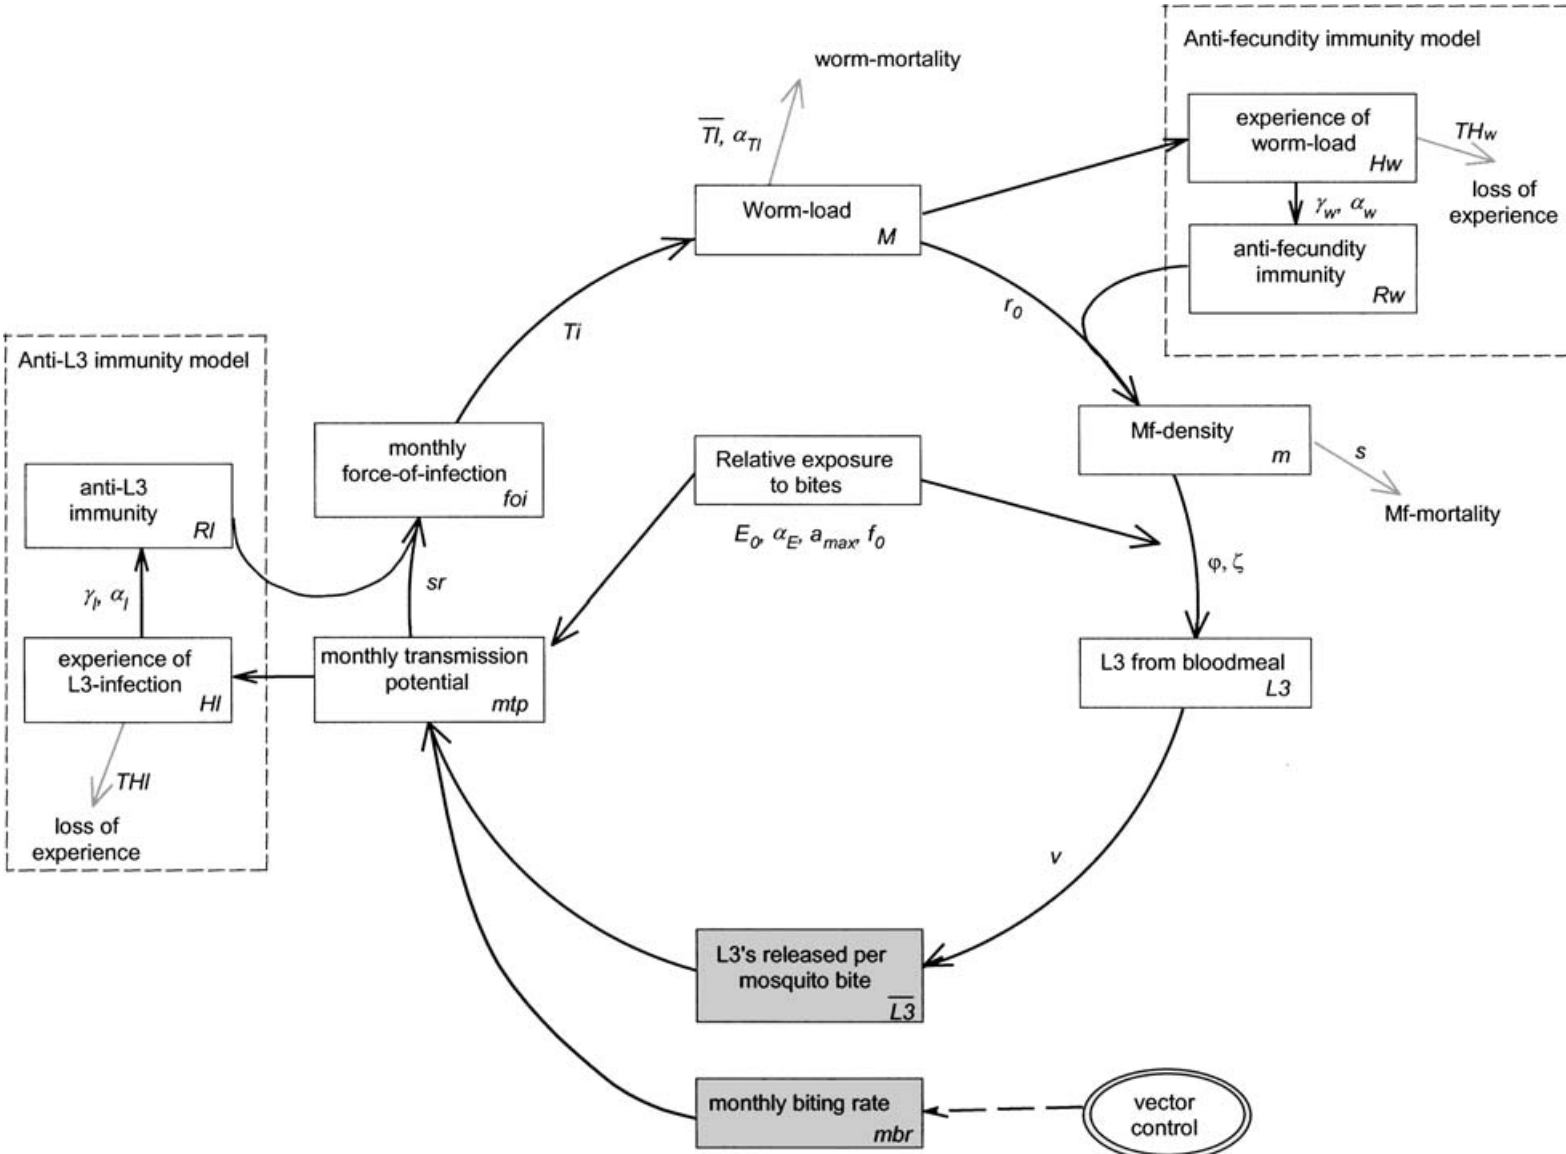 worm-mortality
T̅l̅, α_Tl
Anti-fecundity immunity model
experience of
worm-load
Hw
THw
loss of
experience
γw, αw
anti-fecundity
immunity
Rw
Worm-load
M
r0
Ti
Anti-L3 immunity model
anti-L3
immunity
Rl
γl, αl
experience of
L3-infection
Hl
THl
loss of
experience
monthly
force-of-infection
foi
sr
monthly transmission
potential
mtp
Relative exposure
to bites
E0, αE, amax, f0
Mf-density
m
s
Mf-mortality
φ, ζ
L3 from bloodmeal
L3
v
L3's released per
mosquito bite
L̅3̅
monthly biting rate
mbr
vector
control